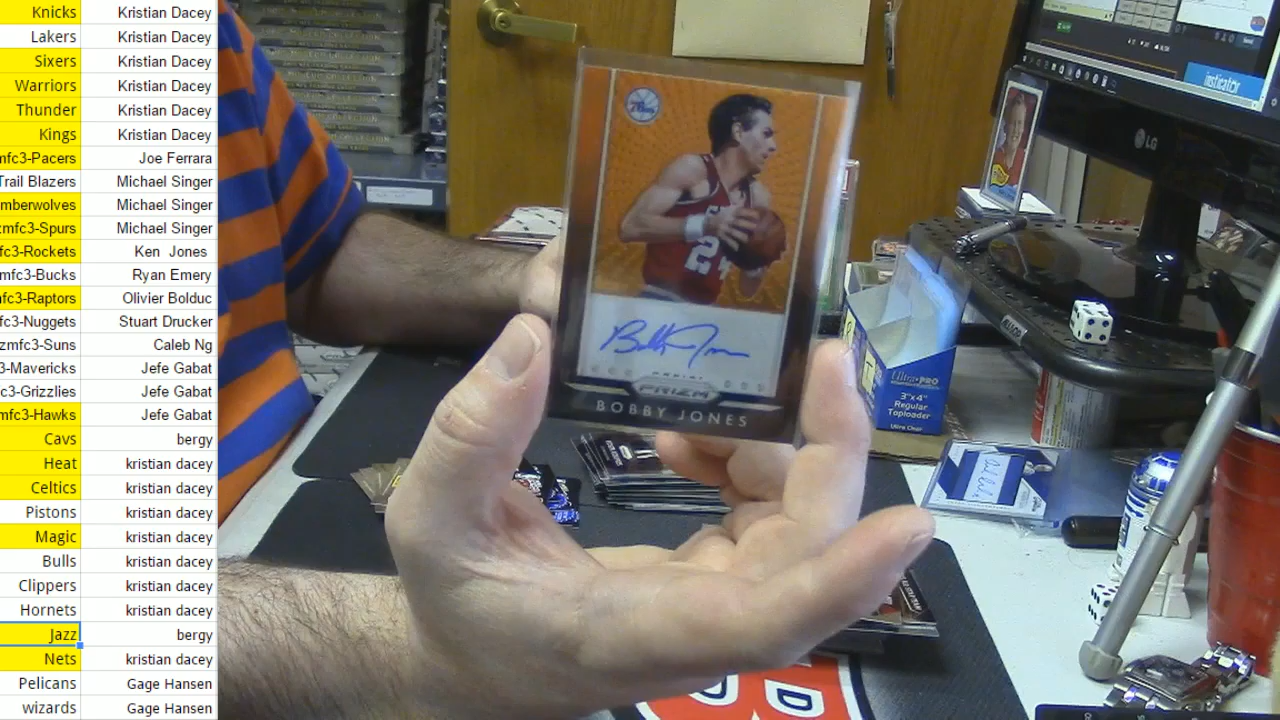 Knicks Kristian Dacey
Lakers Kristian Dacey
Sixers Kristian Dacey
Warriors Kristian Dacey
Thunder Kristian Dacey
Kings Kristian Dacey
mfc3-Pacers Joe Ferrara
Trail Blazers Michael Singer
mberwolves Michael Singer
zmfc3-Spurs Michael Singer
fc3-Rockets Ken Jones
mfc3-Bucks Ryan Emery
fc3-Raptors Olivier Bolduc
fc3-Nuggets Stuart Drucker
zmfc3-Suns Caleb Ng
3-Mavericks Jefe Gabat
c3-Grizzlies Jefe Gabat
mfc3-Hawks Jefe Gabat
Cavs bergy
Heat kristian dacey
Celtics kristian dacey
Pistons kristian dacey
Magic kristian dacey
Bulls kristian dacey
Clippers kristian dacey
Hornets kristian dacey
Jazz bergy
Nets kristian dacey
Pelicans Gage Hansen
wizards Gage Hansen
76ers
24
PANINI
PRIZM
BOBBY JONES
LG
Ultra•PRO
3"x4"
Regular
Toploader
Ultra Clear